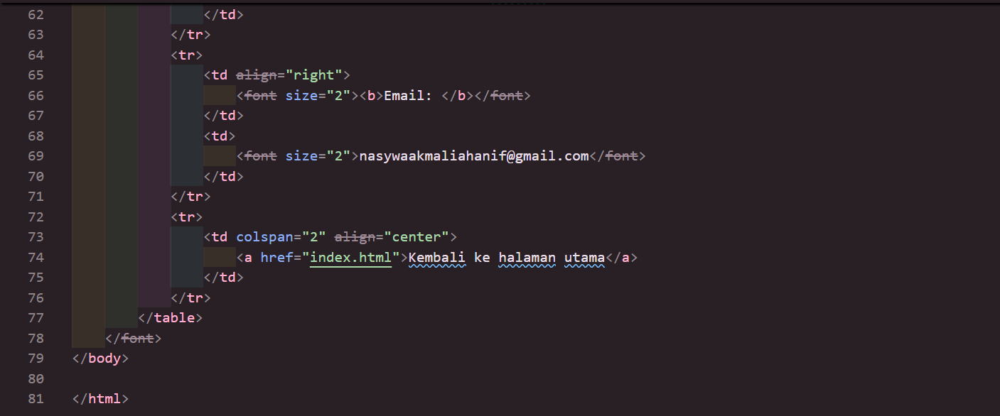 62 </td>
63 </tr>
64 <tr>
65 <td align="right">
66 <font size="2"><b>Email: </b></font>
67 </td>
68 <td>
69 <font size="2">nasywaakmaliahanif@gmail.com</font>
70 </td>
71 </tr>
72 <tr>
73 <td colspan="2" align="center">
74 <a href="index.html">Kembali ke halaman utama</a>
75 </td>
76 </tr>
77 </table>
78 </font>
79 </body>
80
81 </html>